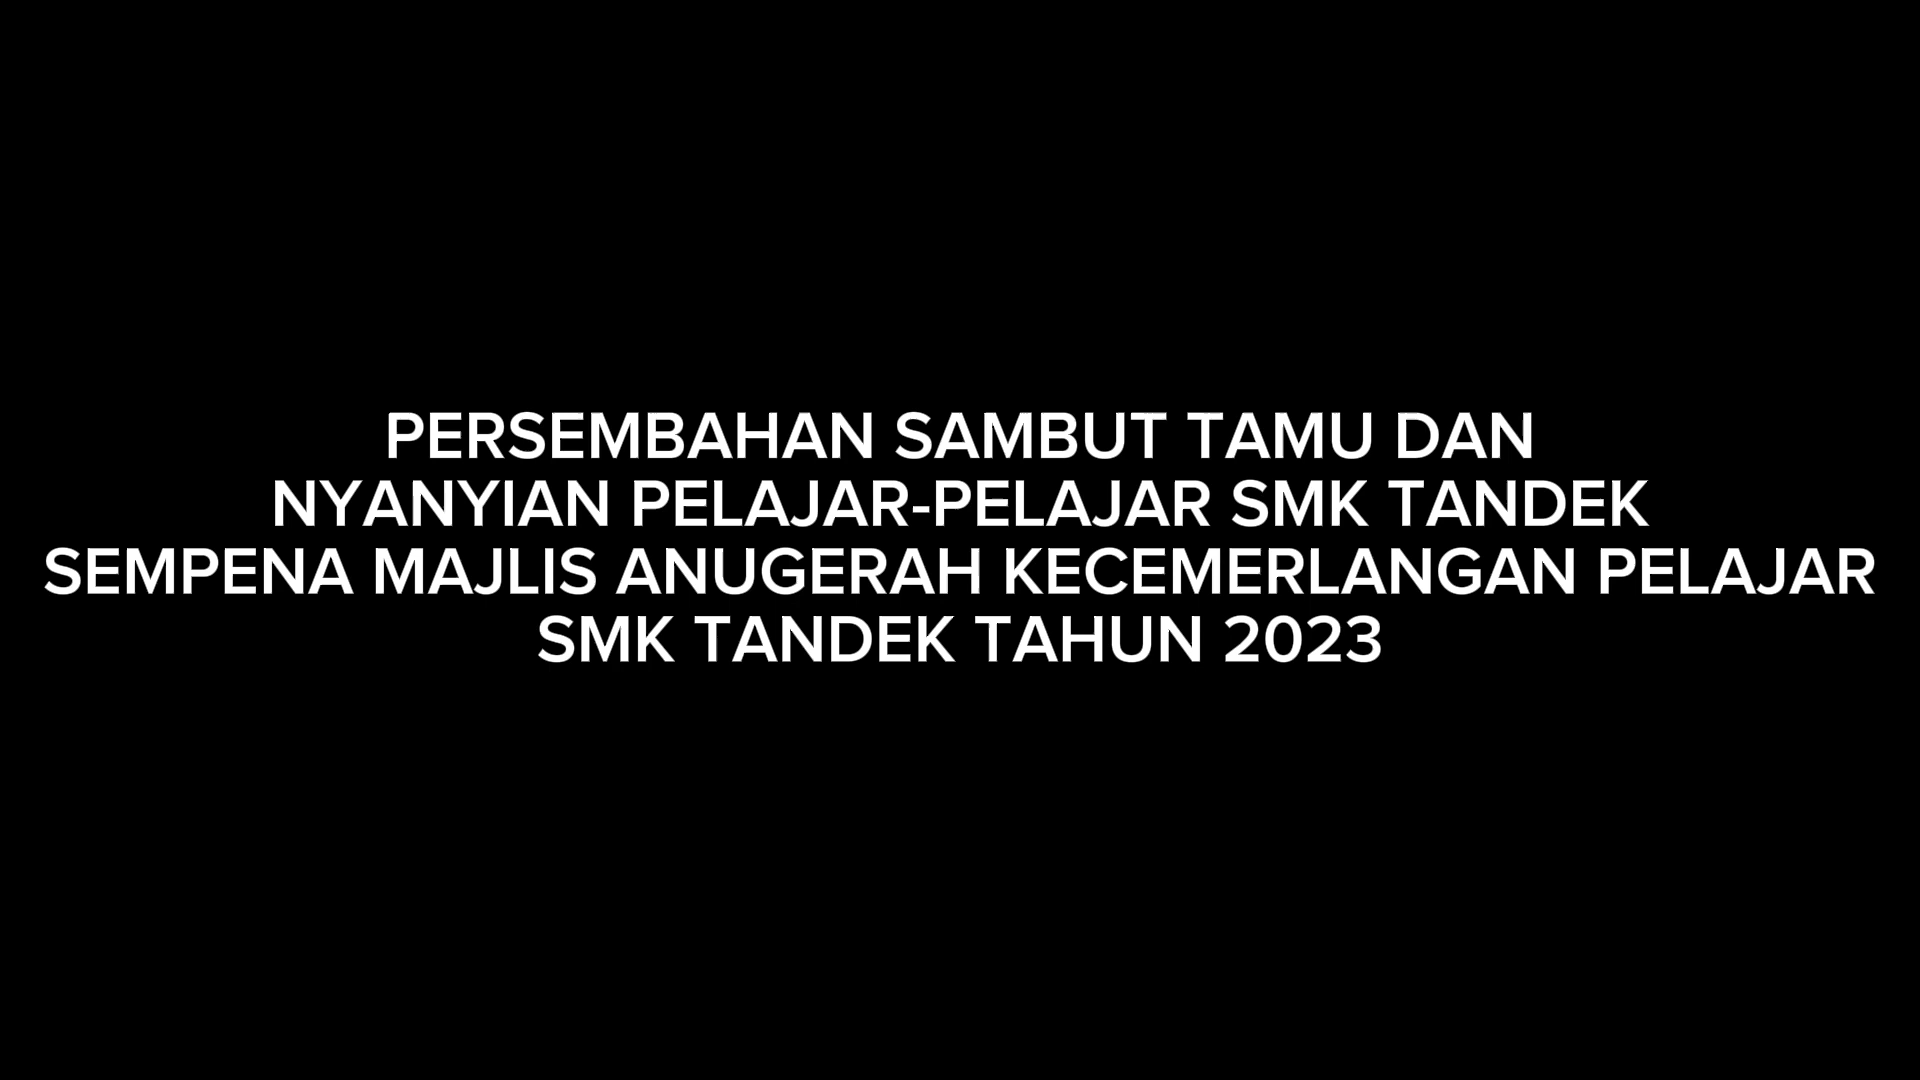 PERSEMBAHAN SAMBUT TAMU DAN
NYANYIAN PELAJAR-PELAJAR SMK TANDEK
SEMPENA MAJLIS ANUGERAH KECEMERLANGAN PELAJAR
SMK TANDEK TAHUN 2023